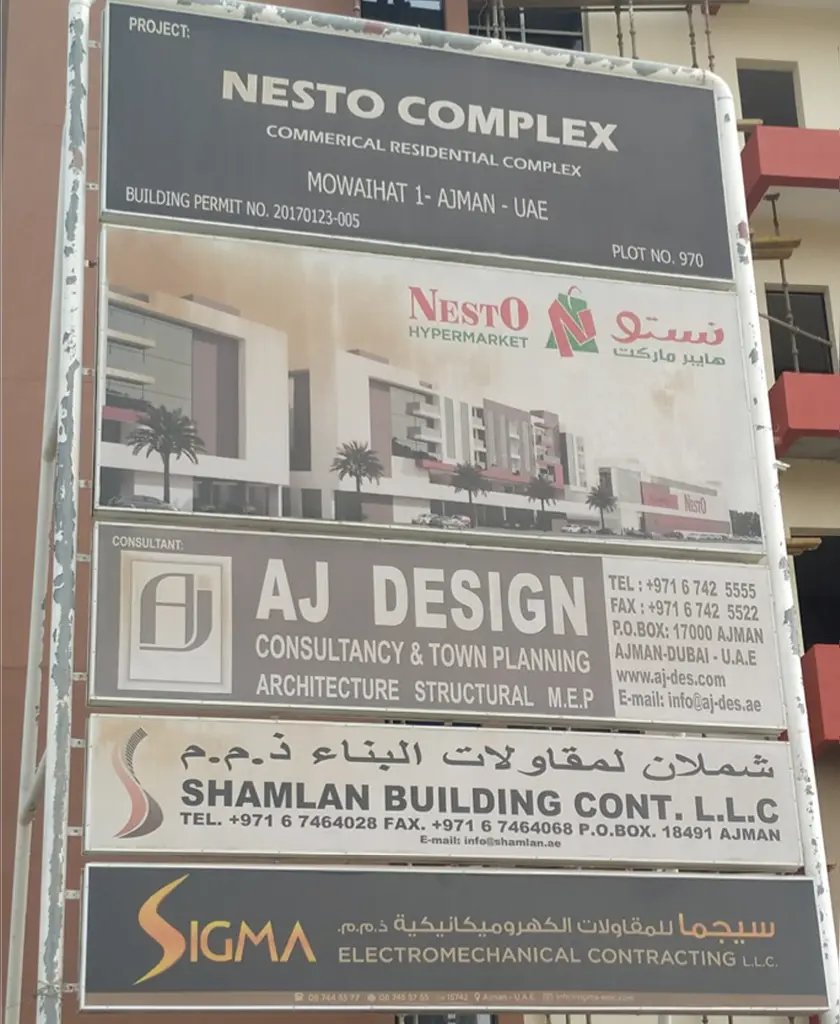 PROJECT:
NESTO COMPLEX
COMMERICAL RESIDENTIAL COMPLEX
MOWAIHAT 1- AJMAN - UAE
BUILDING PERMIT NO. 20170123-005
PLOT NO. 970
NESTO نستو
HYPERMARKET هايبر ماركت
NESTO
CONSULTANT:
AJ
AJ DESIGN
CONSULTANCY & TOWN PLANNING
ARCHITECTURE STRUCTURAL M.E.P
TEL : +971 6 742 5555
FAX : +971 6 742 5522
P.O.BOX: 17000 AJMAN
AJMAN-DUBAI - U.A.E
www.aj-des.com
E-mail: info@aj-des.ae
شملان لمقاولات البناء ذ.م.م
SHAMLAN BUILDING CONT. L.L.C
TEL. +971 6 7464028 FAX. +971 6 7464068 P.O.BOX. 18491 AJMAN
E-mail: info@shamlan.ae
SIGMA
سيجما للمقاولات الكهروميكانيكية ذ.م.م.
ELECTROMECHANICAL CONTRACTING L.L.C.
Ajman - U.A.E